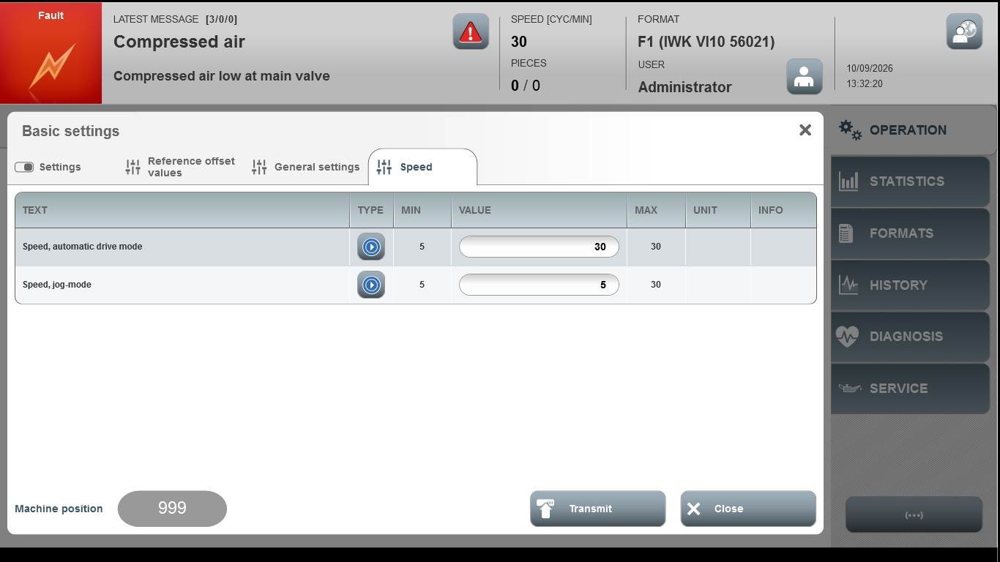 Fault
LATEST MESSAGE [3/0/0]
Compressed air
Compressed air low at main valve
SPEED [CYC/MIN]
30
PIECES
0 / 0
FORMAT
F1 (IWK VI10 56021)
USER
Administrator
10/09/2026
13:32:20
Basic settings
Settings
Reference offset
values
General settings
Speed
TEXT TYPE MIN VALUE MAX UNIT INFO
Speed, automatic drive mode 5 30 30
Speed, jog-mode 5 5 30
Machine position 999
Transmit
Close
OPERATION
STATISTICS
FORMATS
HISTORY
DIAGNOSIS
SERVICE
(•••)